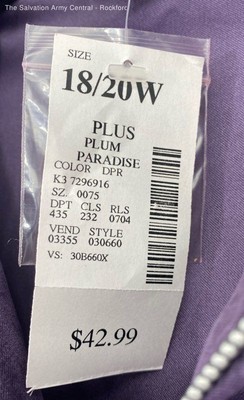 The Salvation Army Central - Rockford,
SIZE
18/20W
PLUS
PLUM
PARADISE
COLOR DPR
K3 7296916
SZ. 0075
DPT CLS RLS
435 232 0704
VEND STYLE
03355 030660
VS: 30B660X
$42.99